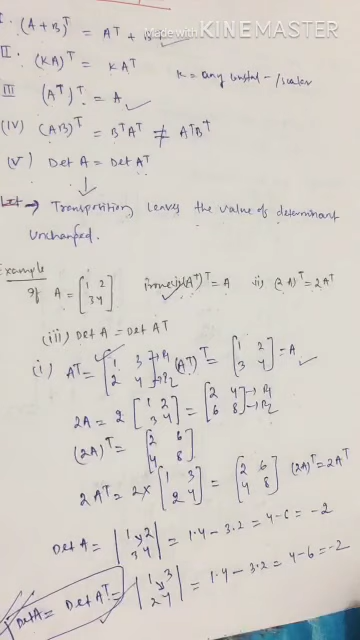 Made with KINEMASTER
I. (A+B)ᵀ = Aᵀ + B
II. (KA)ᵀ = KAᵀ
K = any /scalar
III (Aᵀ)ᵀ = A
(IV) (AB)ᵀ = BᵀAᵀ ≠ AᵀBᵀ
(V) Det A = Det Aᵀ
→ Transposition leaves the value of determinant
unchanged.
Example
If A = [1 2; 3 4] (Aᵀ)ᵀ = A ii) (2A)ᵀ = 2Aᵀ
(iii) Det A = Det Aᵀ
(i) Aᵀ = [1 3; 2 4] → R₁ → R₂ (Aᵀ)ᵀ = [1 2; 3 4] = A
2A = 2 [1 2; 3 4] = [2 4; 6 8] → R₁ → R₂
(2A)ᵀ = [2 6; 4 8]
2Aᵀ = 2× [1 3; 2 4] = [2 6; 4 8] (2A)ᵀ = 2Aᵀ
Det A = |1 2; 3 4| = 1·4 − 3·2 = 4−6 = −2
Det A = Det Aᵀ = |1 3; 2 4| = 1·4 − 3·2 = 4−6 = −2